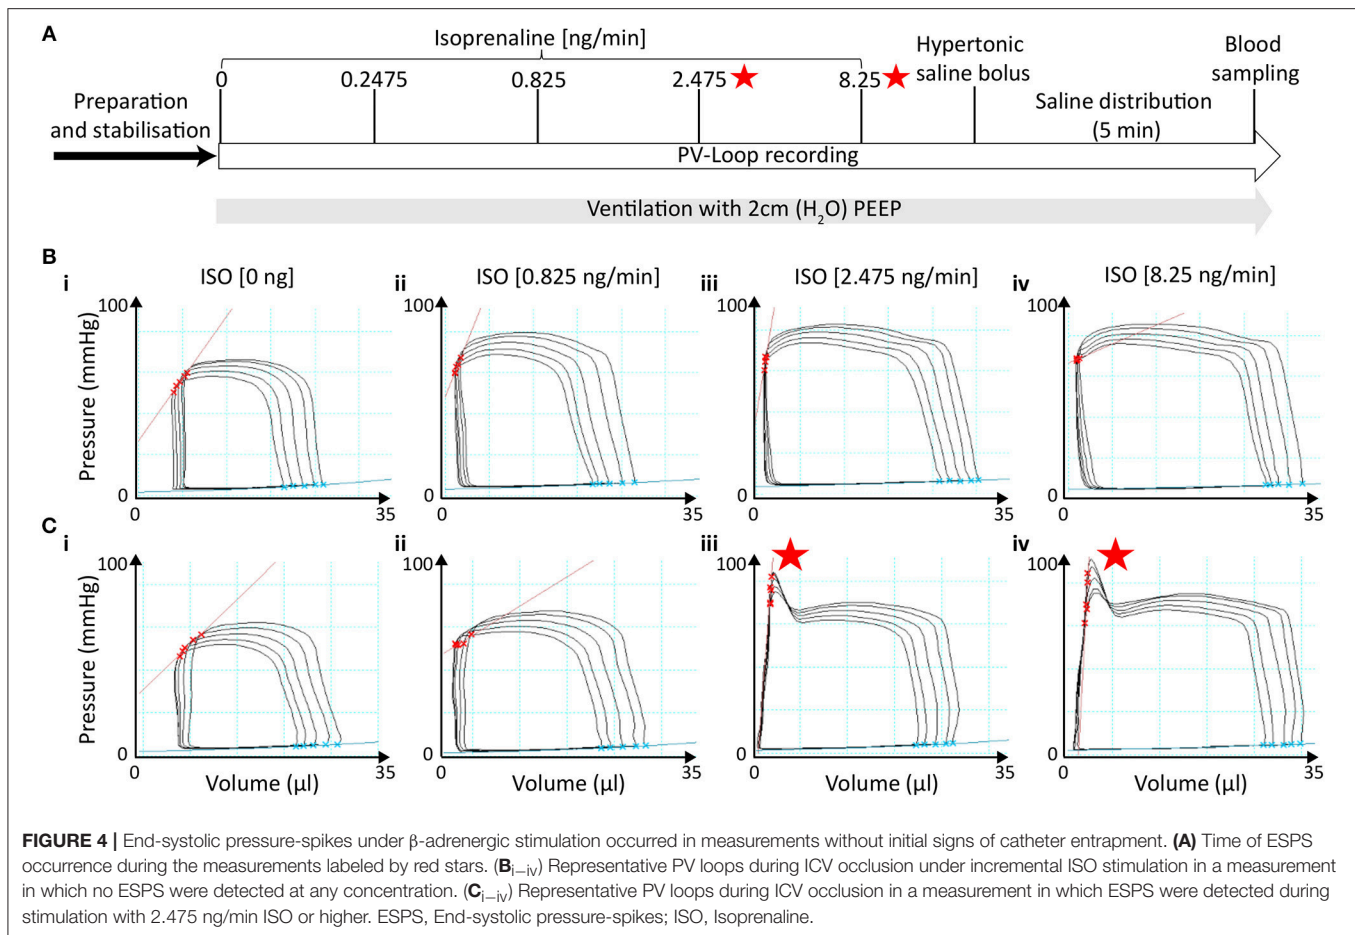 A
Isoprenaline [ng/min]
Hypertonic
saline bolus
Blood
sampling
0
0.2475
0.825
2.475
8.25
Preparation
and stabilisation
Saline distribution
(5 min)
PV-Loop recording
Ventilation with 2cm (H₂O) PEEP
B
i
ISO [0 ng]
ii
ISO [0.825 ng/min]
iii
ISO [2.475 ng/min]
iv
ISO [8.25 ng/min]
100
100
100
100
Pressure (mmHg)
0
0
0
0
0
35
0
35
0
35
0
35
C
i
ii
iii
iv
100
100
100
100
Pressure (mmHg)
0
0
0
0
0
Volume (µl)
35
0
Volume (µl)
35
0
Volume (µl)
35
0
Volume (µl)
35
FIGURE 4 | End-systolic pressure-spikes under β-adrenergic stimulation occurred in measurements without initial signs of catheter entrapment. (A) Time of ESPS
occurrence during the measurements labeled by red stars. (Bi–iv) Representative PV loops during ICV occlusion under incremental ISO stimulation in a measurement
in which no ESPS were detected at any concentration. (Ci–iv) Representative PV loops during ICV occlusion in a measurement in which ESPS were detected during
stimulation with 2.475 ng/min ISO or higher. ESPS, End-systolic pressure-spikes; ISO, Isoprenaline.